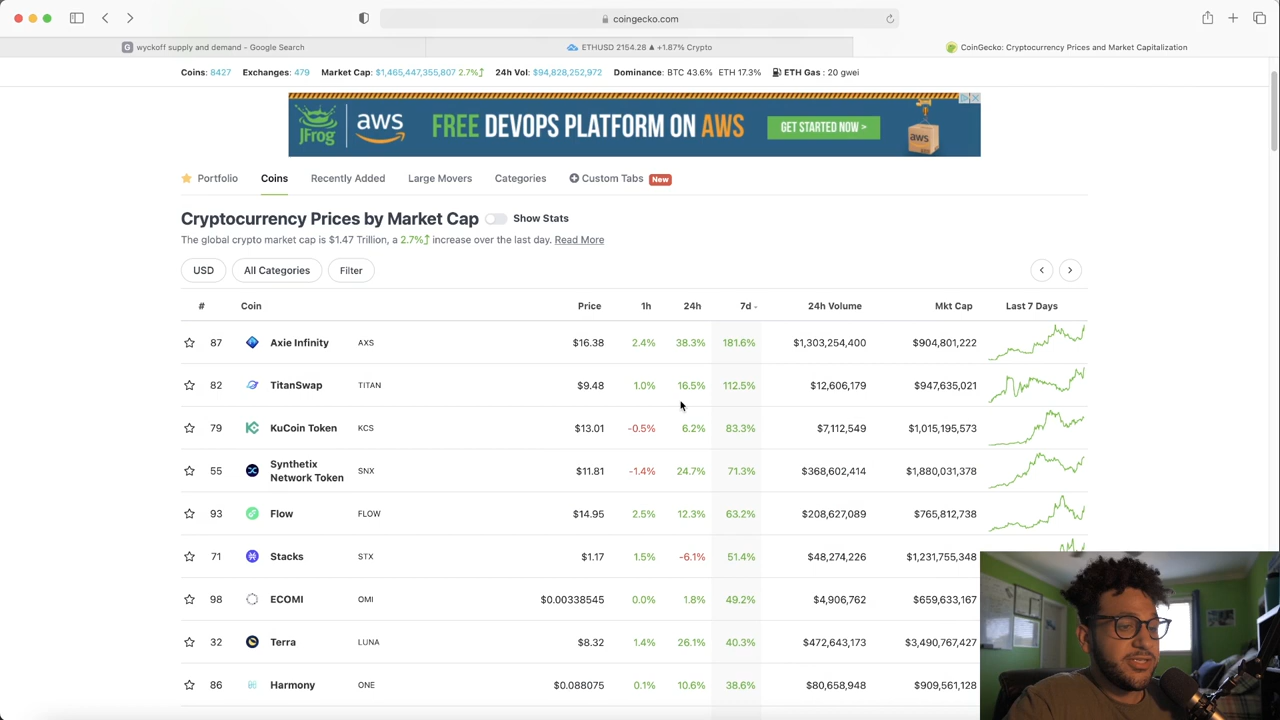 coingecko.com
G wyckoff supply and demand - Google Search
ETHUSD 2154.28 ▲ +1.87% Crypto
CoinGecko: Cryptocurrency Prices and Market Capitalization
Coins: 8427 Exchanges: 479 Market Cap: $1,465,447,355,807 2.7% 24h Vol: $94,828,252,972 Dominance: BTC 43.6% ETH 17.3% ETH Gas : 20 gwei
JFrog aws FREE DEVOPS PLATFORM ON AWS GET STARTED NOW > aws
Portfolio Coins Recently Added Large Movers Categories Custom Tabs New
Cryptocurrency Prices by Market Cap Show Stats
The global crypto market cap is $1.47 Trillion, a 2.7% increase over the last day. Read More
USD All Categories Filter
# Coin Price 1h 24h 7d 24h Volume Mkt Cap Last 7 Days
87 Axie Infinity AXS $16.38 2.4% 38.3% 181.6% $1,303,254,400 $904,801,222
82 TitanSwap TITAN $9.48 1.0% 16.5% 112.5% $12,606,179 $947,635,021
79 KuCoin Token KCS $13.01 -0.5% 6.2% 83.3% $7,112,549 $1,015,195,573
55 Synthetix Network Token SNX $11.81 -1.4% 24.7% 71.3% $368,602,414 $1,880,031,378
93 Flow FLOW $14.95 2.5% 12.3% 63.2% $208,627,089 $765,812,738
71 Stacks STX $1.17 1.5% -6.1% 51.4% $48,274,226 $1,231,755,348
98 ECOMI OMI $0.00338545 0.0% 1.8% 49.2% $4,906,762 $659,633,167
32 Terra LUNA $8.32 1.4% 26.1% 40.3% $472,643,173 $3,490,767,427
86 Harmony ONE $0.088075 0.1% 10.6% 38.6% $80,658,948 $909,561,128